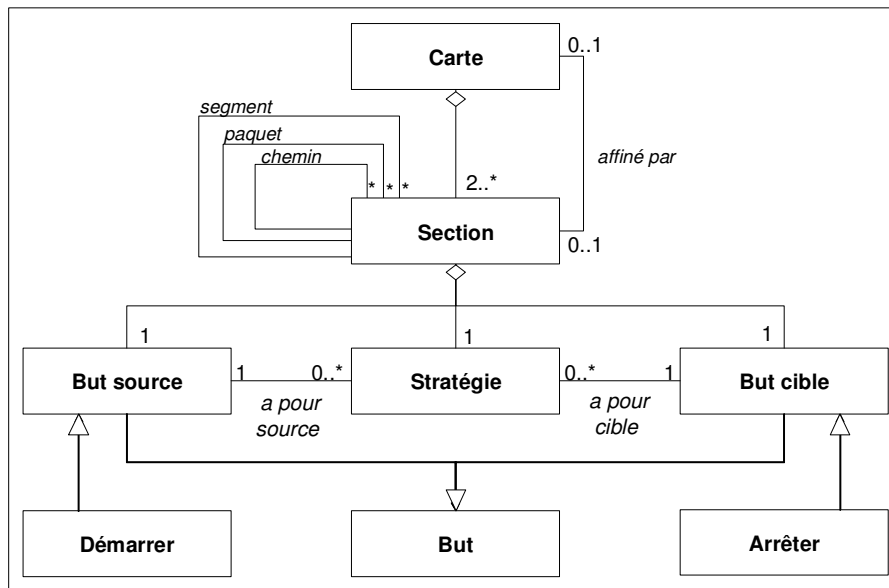 Carte
0..1
segment
paquet
chemin
affiné par
* * *
2..*
Section
0..1
1
1
1
But source
1
0..*
Stratégie
0..*
1
But cible
a pour
source
a pour
cible
Démarrer
But
Arrêter